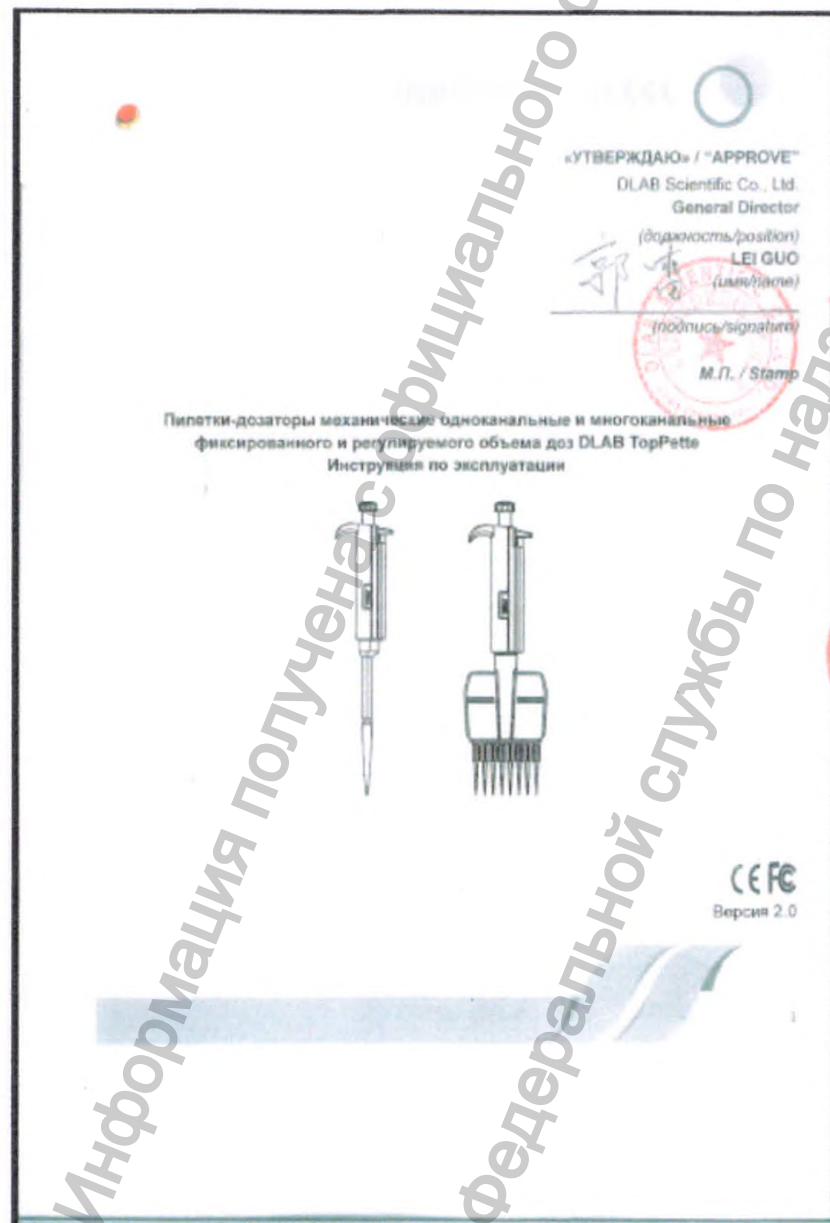 «УТВЕРЖДАЮ» / "APPROVE"
DLAB Scientific Co., Ltd.
General Director
(должность/position)
LEI GUO
(имя/name)
(подпись/signature)
М.П. / Stamp
Пипетки-дозаторы механические одноканальные и многоканальные
фиксированного и регулируемого объема доз DLAB TopPette
Инструкция по эксплуатации
CE FC
Версия 2.0
1
Информация получена с официального с
Федеральной службы по надз